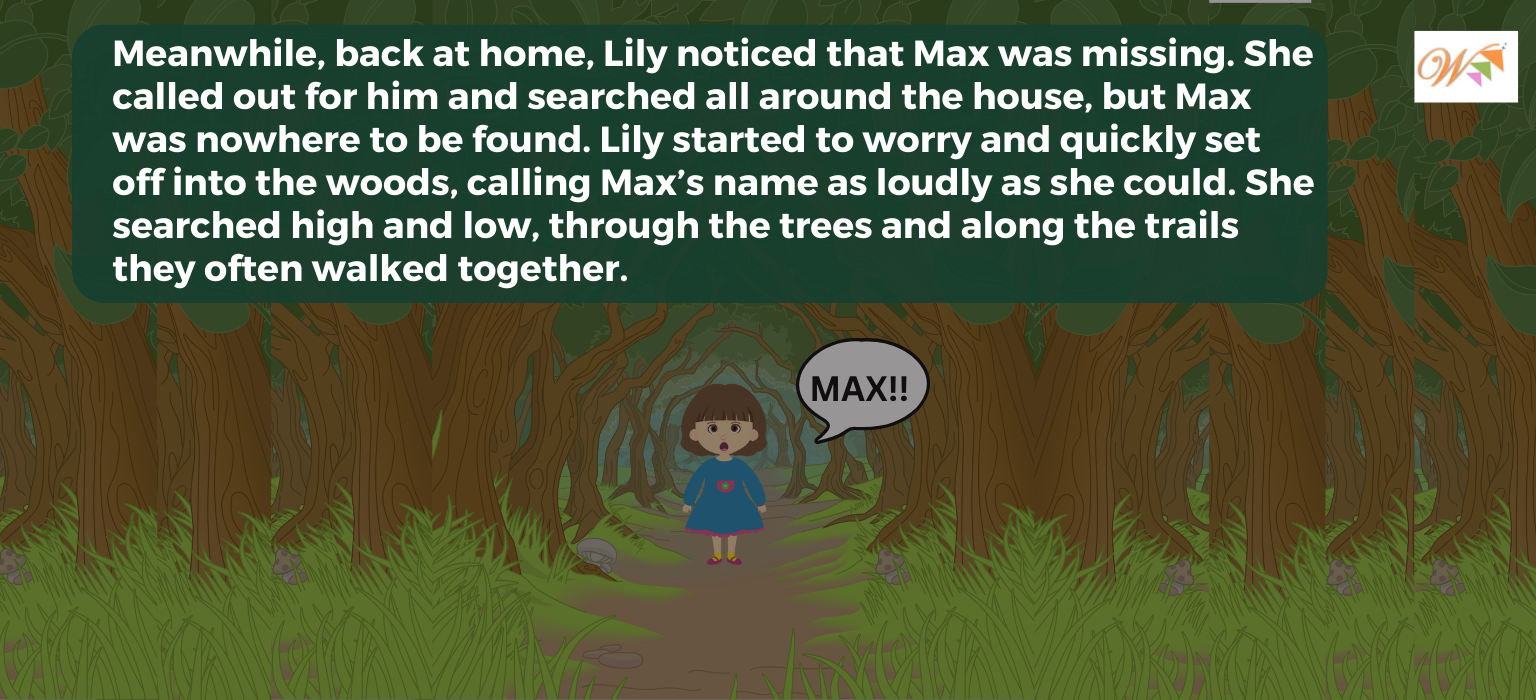 Meanwhile, back at home, Lily noticed that Max was missing. She
called out for him and searched all around the house, but Max
was nowhere to be found. Lily started to worry and quickly set
off into the woods, calling Max’s name as loudly as she could. She
searched high and low, through the trees and along the trails
they often walked together.
W
MAX!!